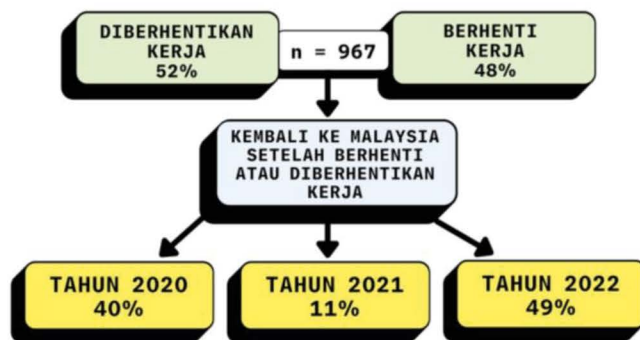 DIBERHENTIKAN
KERJA
52%
n = 967
BERHENTI
KERJA
48%
KEMBALI KE MALAYSIA
SETELAH BERHENTI
ATAU DIBERHENTIKAN
KERJA
TAHUN 2020
40%
TAHUN 2021
11%
TAHUN 2022
49%